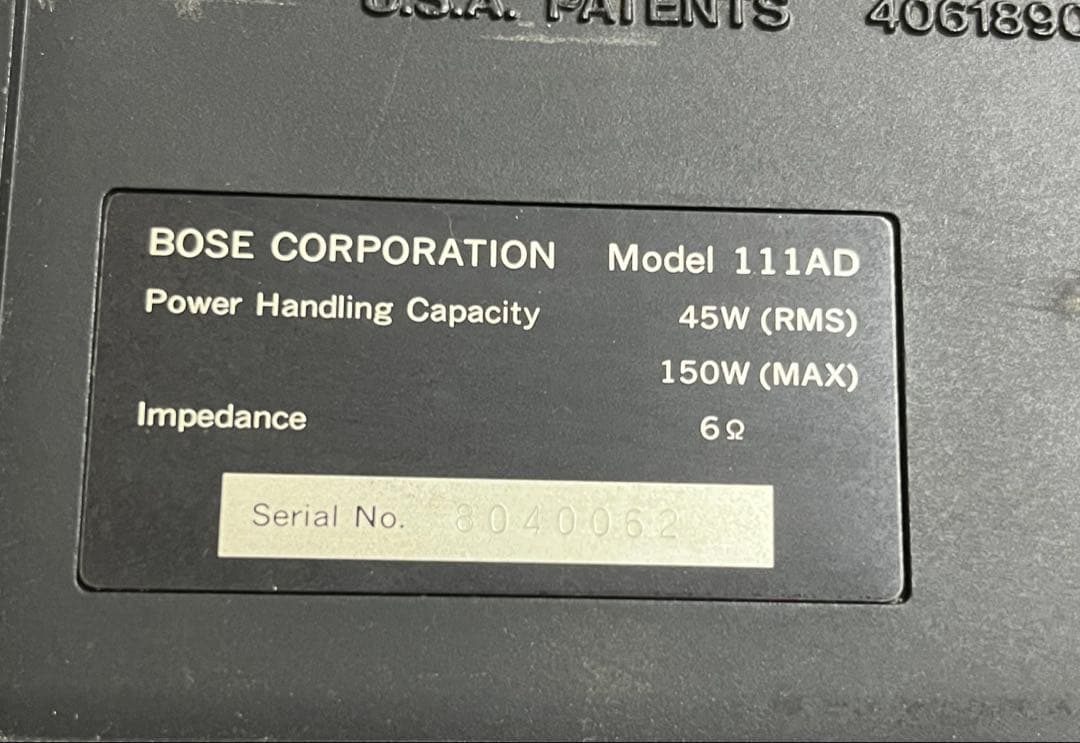 U.S.A. PATENTS 4061890
BOSE CORPORATION Model 111AD
Power Handling Capacity 45W (RMS)
150W (MAX)
Impedance 6Ω
Serial No. 8040062